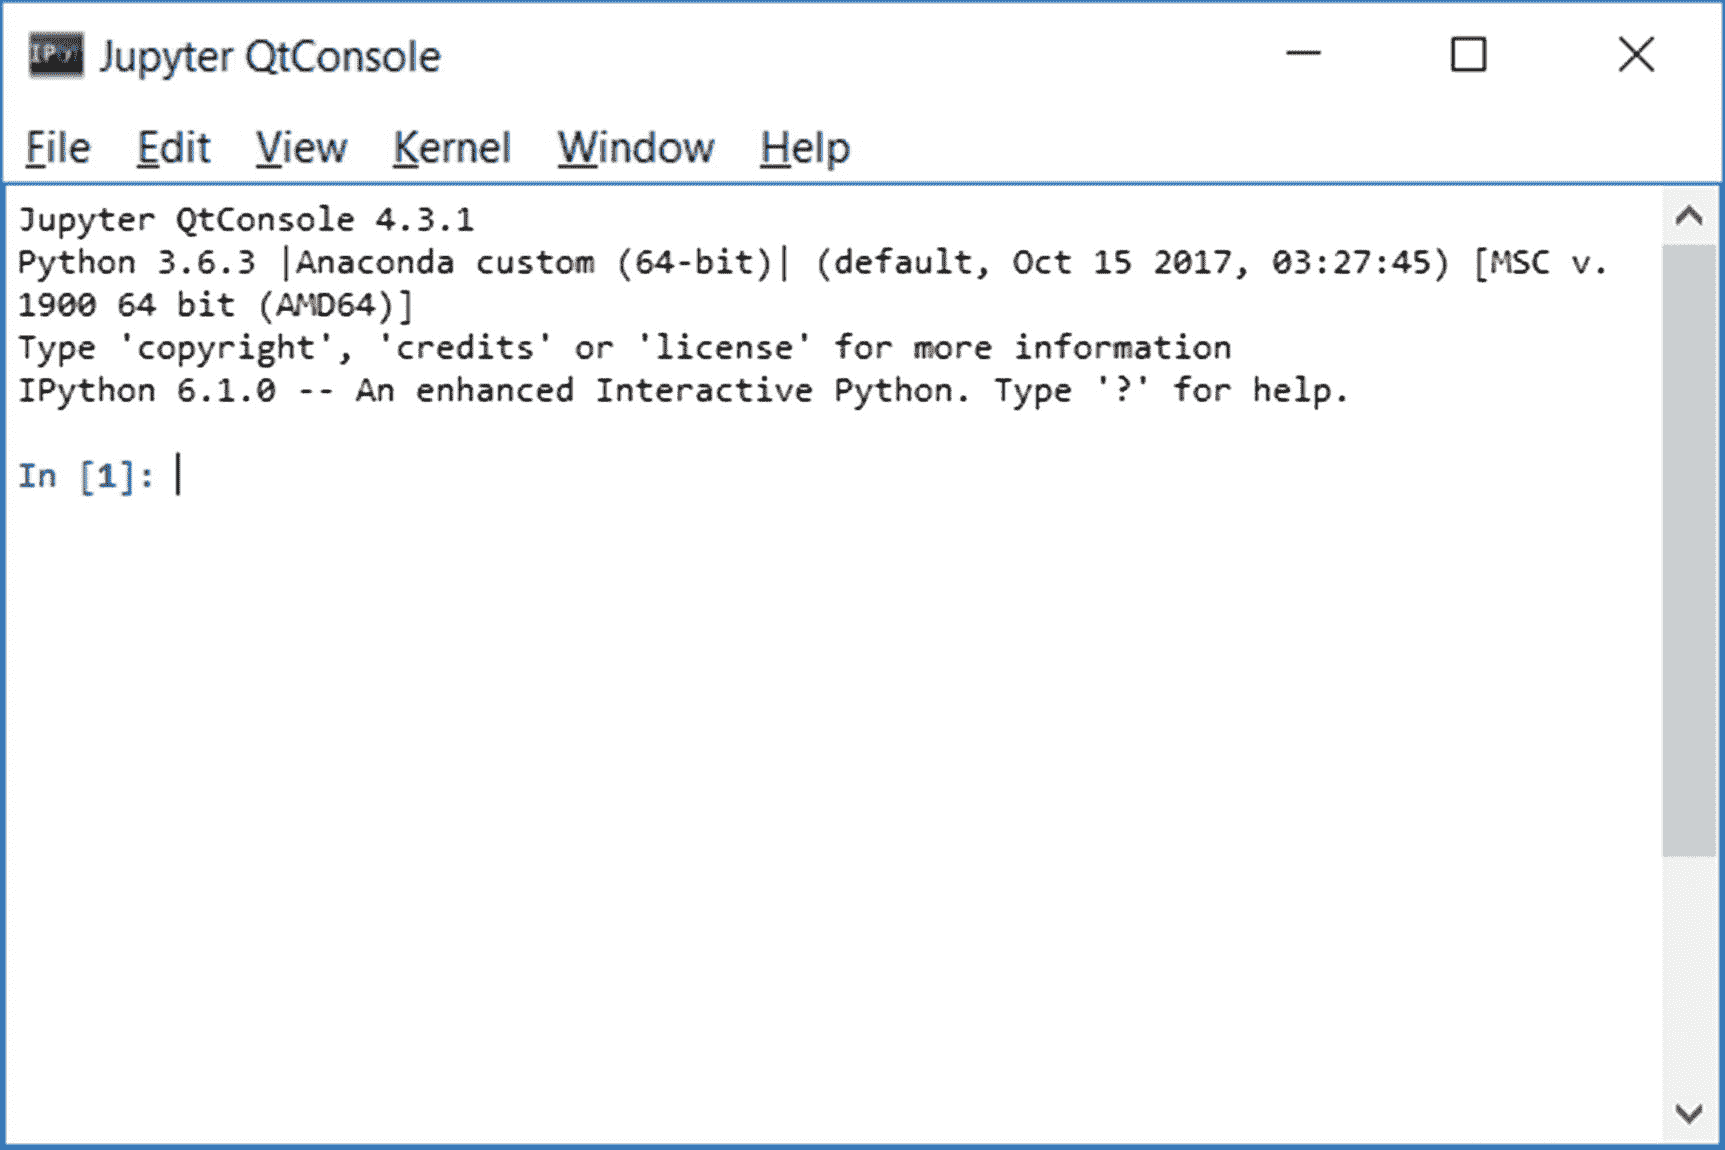 IPy
Jupyter QtConsole
File Edit View Kernel Window Help
Jupyter QtConsole 4.3.1
Python 3.6.3 |Anaconda custom (64-bit)| (default, Oct 15 2017, 03:27:45) [MSC v.
1900 64 bit (AMD64)]
Type 'copyright', 'credits' or 'license' for more information
IPython 6.1.0 -- An enhanced Interactive Python. Type '?' for help.
In [1]: